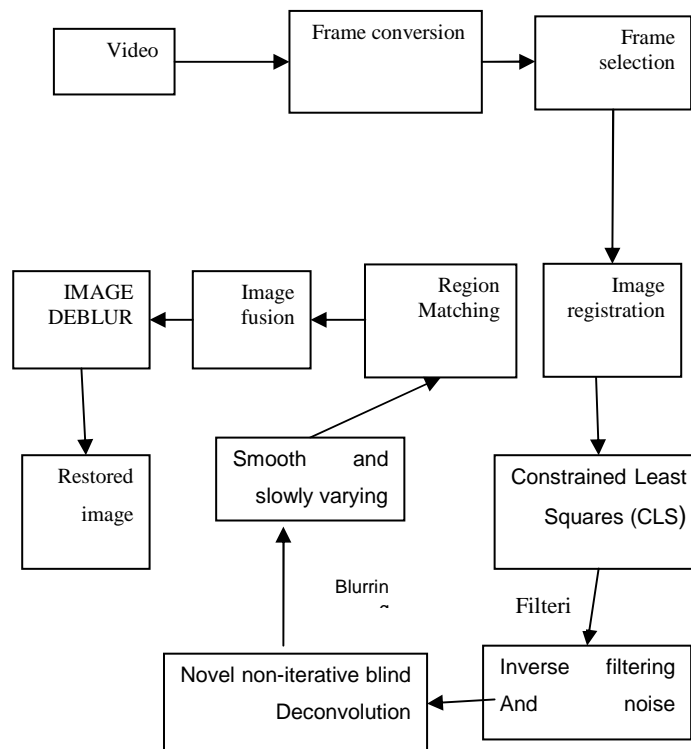 Video
Frame conversion
Frame
selection
IMAGE
DEBLUR
Image
fusion
Region
Matching
Image
registration
Restored
image
Smooth and
slowly varying
Constrained Least
Squares (CLS)
Blurrin
Filteri
Novel non-iterative blind
Deconvolution
Inverse filtering
And noise